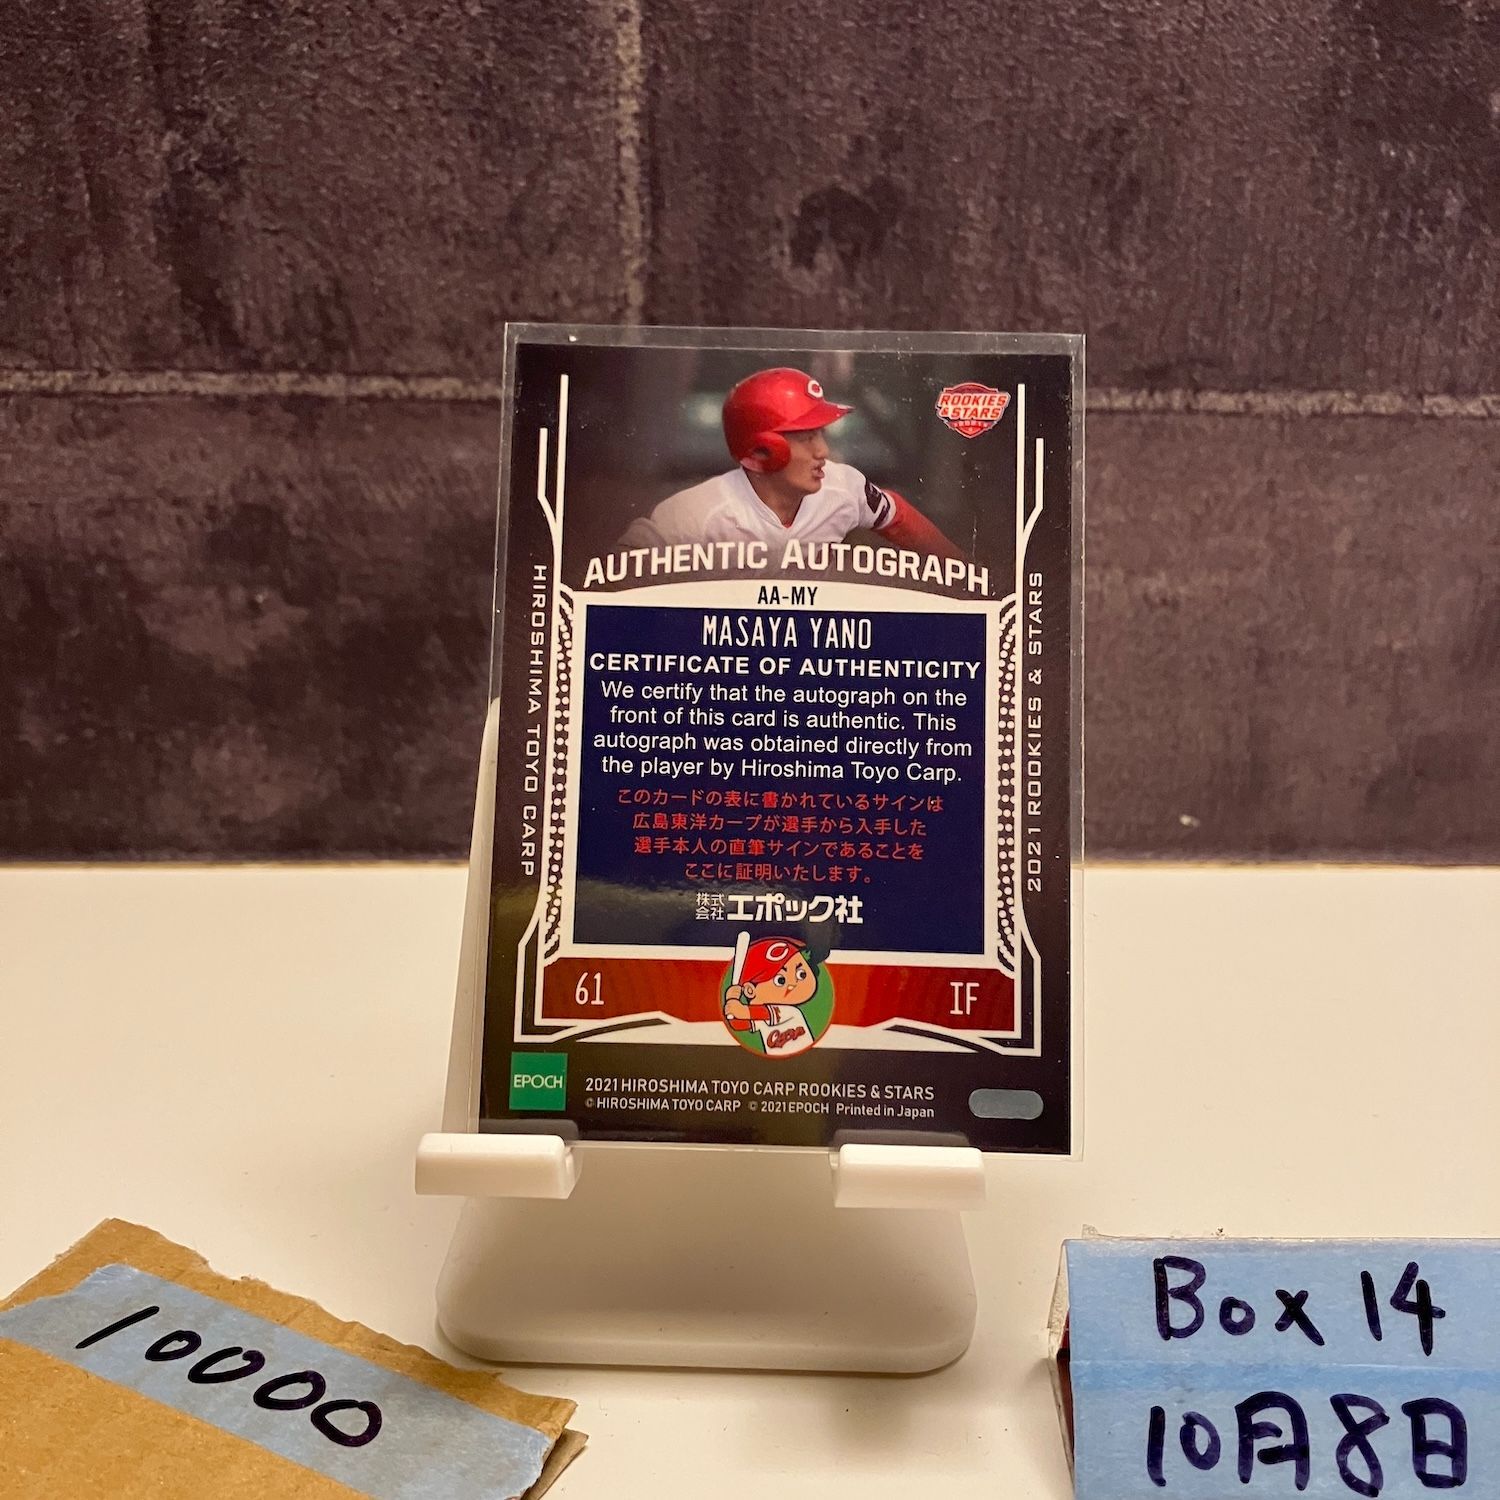 ROOKIES
& STARS
AUTHENTIC AUTOGRAPH
AA-MY
MASAYA YANO
CERTIFICATE OF AUTHENTICITY
We certify that the autograph on the
front of this card is authentic. This
autograph was obtained directly from
the player by Hiroshima Toyo Carp.
このカードの表に書かれているサインは
広島東洋カープが選手から入手した
選手本人の直筆サインであることを
ここに証明いたします。
株式会社エポック社
HIROSHIMA TOYO CARP
2021 ROOKIES & STARS
61
IF
C
Carp
EPOCH
2021 HIROSHIMA TOYO CARP ROOKIES & STARS
© HIROSHIMA TOYO CARP © 2021 EPOCH Printed in Japan
10000
Box 14
10月8日